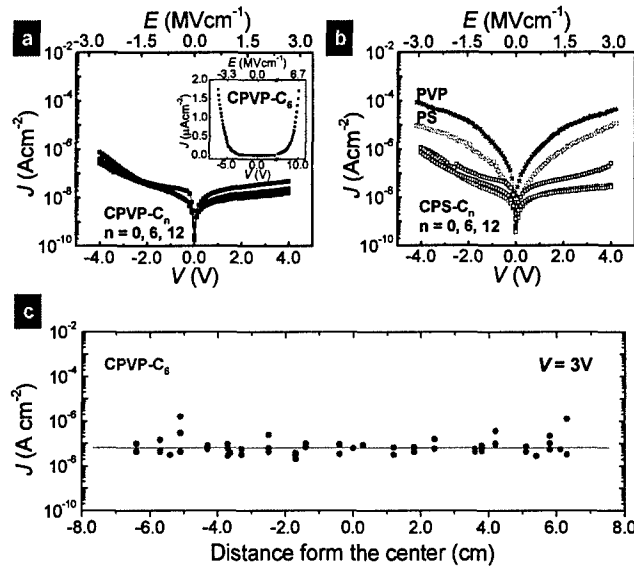 E (MVcm⁻¹) E (MVcm⁻¹)
a -3.0 -1.5 0.0 1.5 3.0 b -3.0 -1.5 0.0 1.5 3.0
10⁻² 10⁻²
E (MVcm⁻¹)
-3.3 0.0 6.7
2.0
1.5
1.0
0.5
0.0
J (μAcm⁻²)
CPVP-C₆
-5.0 0.0 10.0
V (V)
10⁻⁴ 10⁻⁴
PVP
PS
10⁻⁶ 10⁻⁶
J (Acm⁻²) J (Acm⁻²)
10⁻⁸ 10⁻⁸
CPVP-Cₙ CPS-Cₙ
n = 0, 6, 12 n = 0, 6, 12
10⁻¹⁰ 10⁻¹⁰
-4.0 -2.0 0.0 2.0 4.0 -4.0 -2.0 0.0 2.0 4.0
V (V) V (V)
c
10⁻²
CPVP-C₆ V = 3V
10⁻⁴
J (A cm⁻²)
10⁻⁶
10⁻⁸
10⁻¹⁰
-8.0 -6.0 -4.0 -2.0 0.0 2.0 4.0 6.0 8.0
Distance form the center (cm)